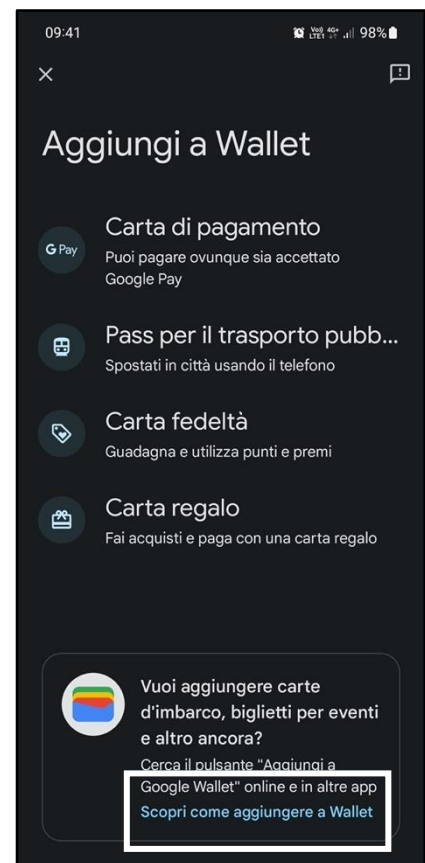 09:41 Vo)) LTE1 4G+ 98%
Aggiungi a Wallet
G Pay
Carta di pagamento
Puoi pagare ovunque sia accettato
Google Pay
Pass per il trasporto pubb...
Spostati in città usando il telefono
Carta fedeltà
Guadagna e utilizza punti e premi
Carta regalo
Fai acquisti e paga con una carta regalo
Vuoi aggiungere carte
d'imbarco, biglietti per eventi
e altro ancora?
Cerca il pulsante "Aggiungi a
Google Wallet" online e in altre app
Scopri come aggiungere a Wallet